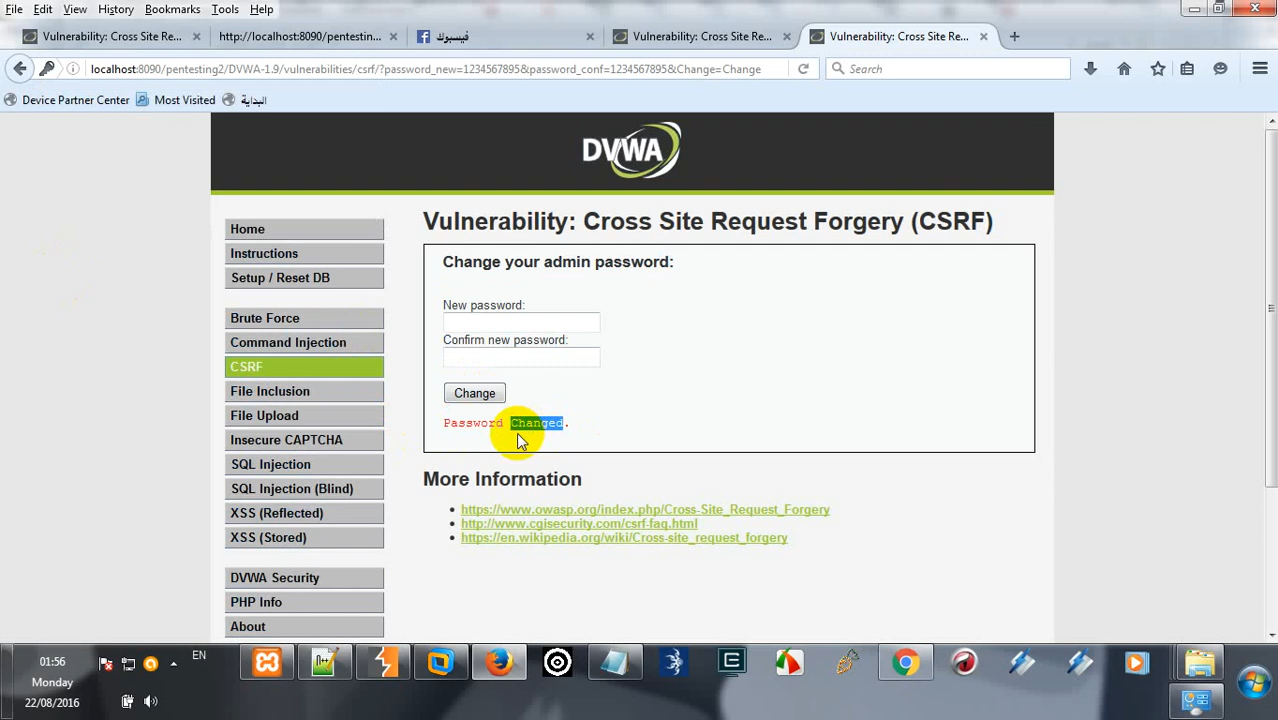 File Edit View History Bookmarks Tools Help
Vulnerability: Cross Site Re... × http://localhost:8090/pentestin... × فيسبوك × Vulnerability: Cross Site Re... × Vulnerability: Cross Site Re... × +
localhost:8090/pentesting2/DVWA-1.9/vulnerabilities/csrf/?password_new=1234567895&password_conf=1234567895&Change=Change Search
Device Partner Center Most Visited البداية
DVWA
Vulnerability: Cross Site Request Forgery (CSRF)
Home
Instructions
Setup / Reset DB
Brute Force
Command Injection
CSRF
File Inclusion
File Upload
Insecure CAPTCHA
SQL Injection
SQL Injection (Blind)
XSS (Reflected)
XSS (Stored)
DVWA Security
PHP Info
About
Change your admin password:
New password:
Confirm new password:
Change
Password Changed.
More Information
https://www.owasp.org/index.php/Cross-Site_Request_Forgery
http://www.cgisecurity.com/csrf-faq.html
https://en.wikipedia.org/wiki/Cross-site_request_forgery
01:56
Monday
22/08/2016
EN